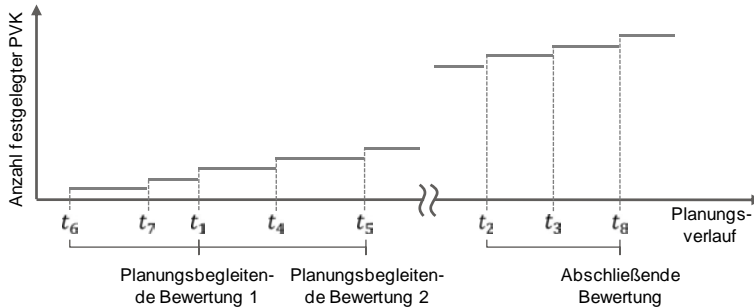 Anzahl festgelegter PVK
t₆ t₇ t₁ t₄ t₅ t₂ t₃ t₈
Planungs-
verlauf
Planungsbegleiten-
de Bewertung 1
Planungsbegleiten-
de Bewertung 2
Abschließende
Bewertung